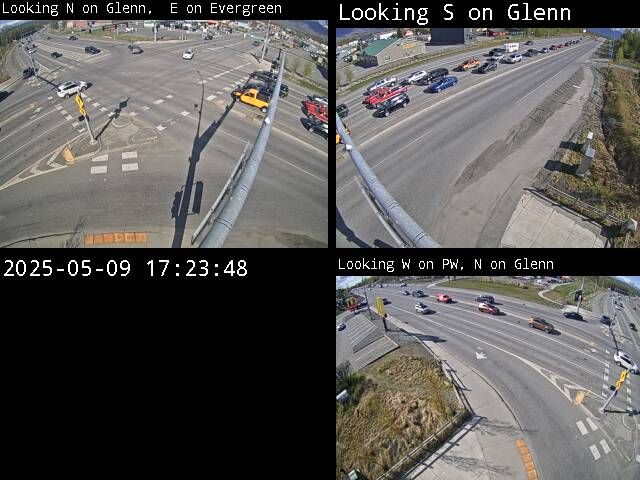 Looking N on Glenn,  E on Evergreen
Looking S on Glenn
2025-05-09 17:23:48
Looking W on PW, N on Glenn